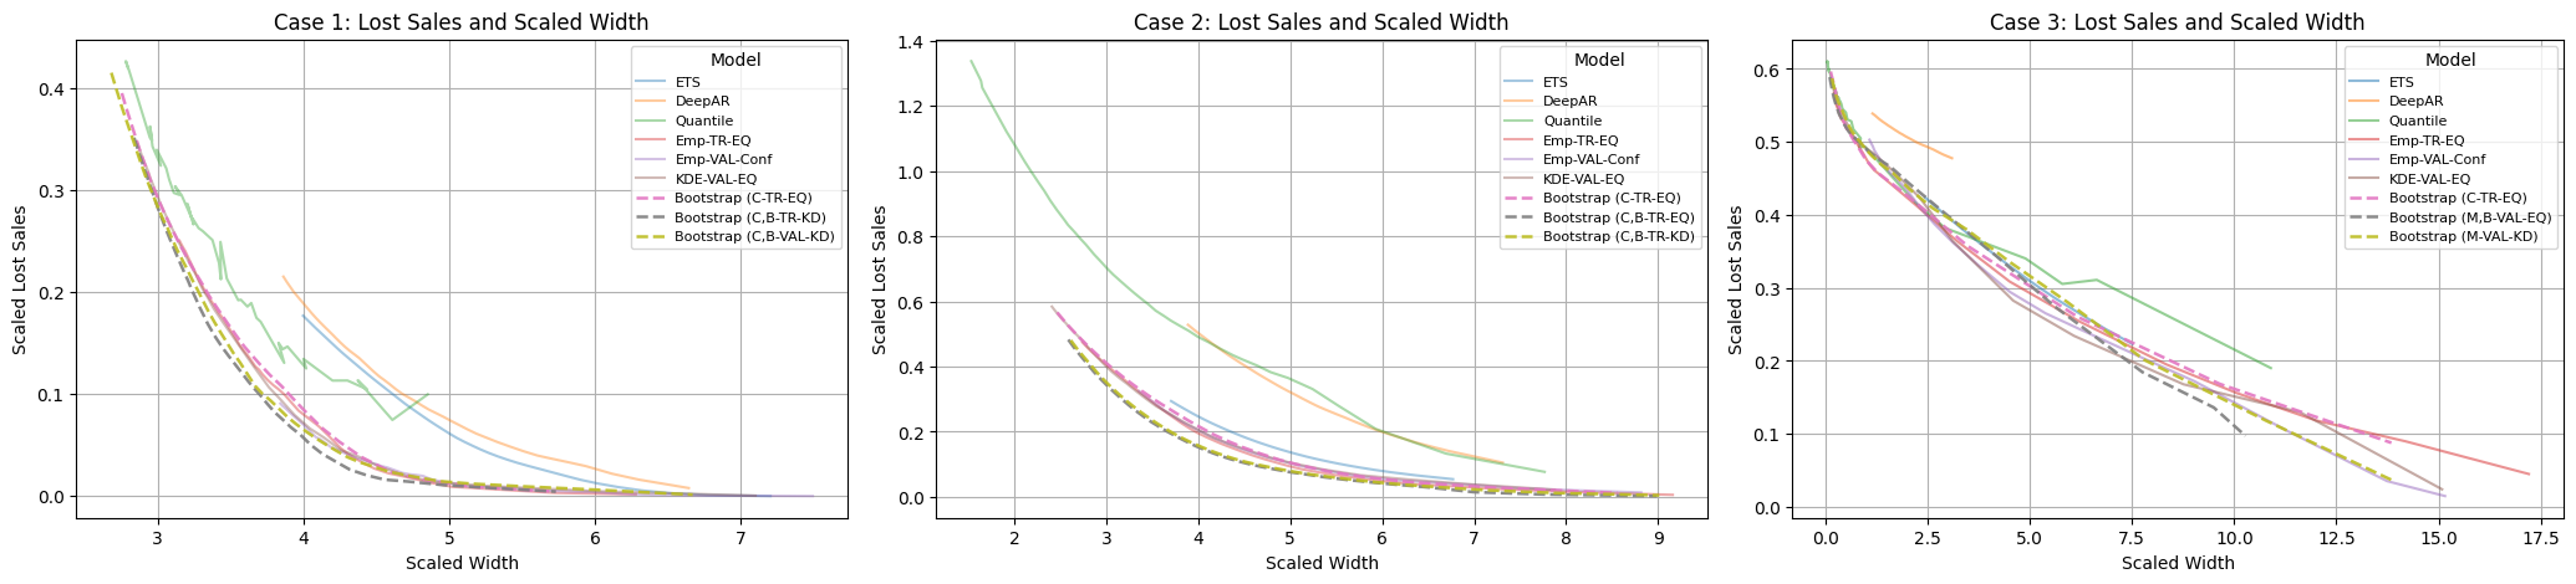 Case 1: Lost Sales and Scaled Width
Scaled Lost Sales
0.4
0.3
0.2
0.1
0.0
3 4 5 6 7
Scaled Width
Model
ETS
DeepAR
Quantile
Emp-TR-EQ
Emp-VAL-Conf
KDE-VAL-EQ
Bootstrap (C-TR-EQ)
Bootstrap (C,B-TR-KD)
Bootstrap (C,B-VAL-KD)
Case 2: Lost Sales and Scaled Width
Scaled Lost Sales
1.4
1.2
1.0
0.8
0.6
0.4
0.2
0.0
2 3 4 5 6 7 8 9
Scaled Width
Model
ETS
DeepAR
Quantile
Emp-TR-EQ
Emp-VAL-Conf
KDE-VAL-EQ
Bootstrap (C-TR-EQ)
Bootstrap (C,B-TR-EQ)
Bootstrap (C,B-TR-KD)
Case 3: Lost Sales and Scaled Width
Scaled Lost Sales
0.6
0.5
0.4
0.3
0.2
0.1
0.0
0.0 2.5 5.0 7.5 10.0 12.5 15.0 17.5
Scaled Width
Model
ETS
DeepAR
Quantile
Emp-TR-EQ
Emp-VAL-Conf
KDE-VAL-EQ
Bootstrap (C-TR-EQ)
Bootstrap (M,B-VAL-EQ)
Bootstrap (M-VAL-KD)